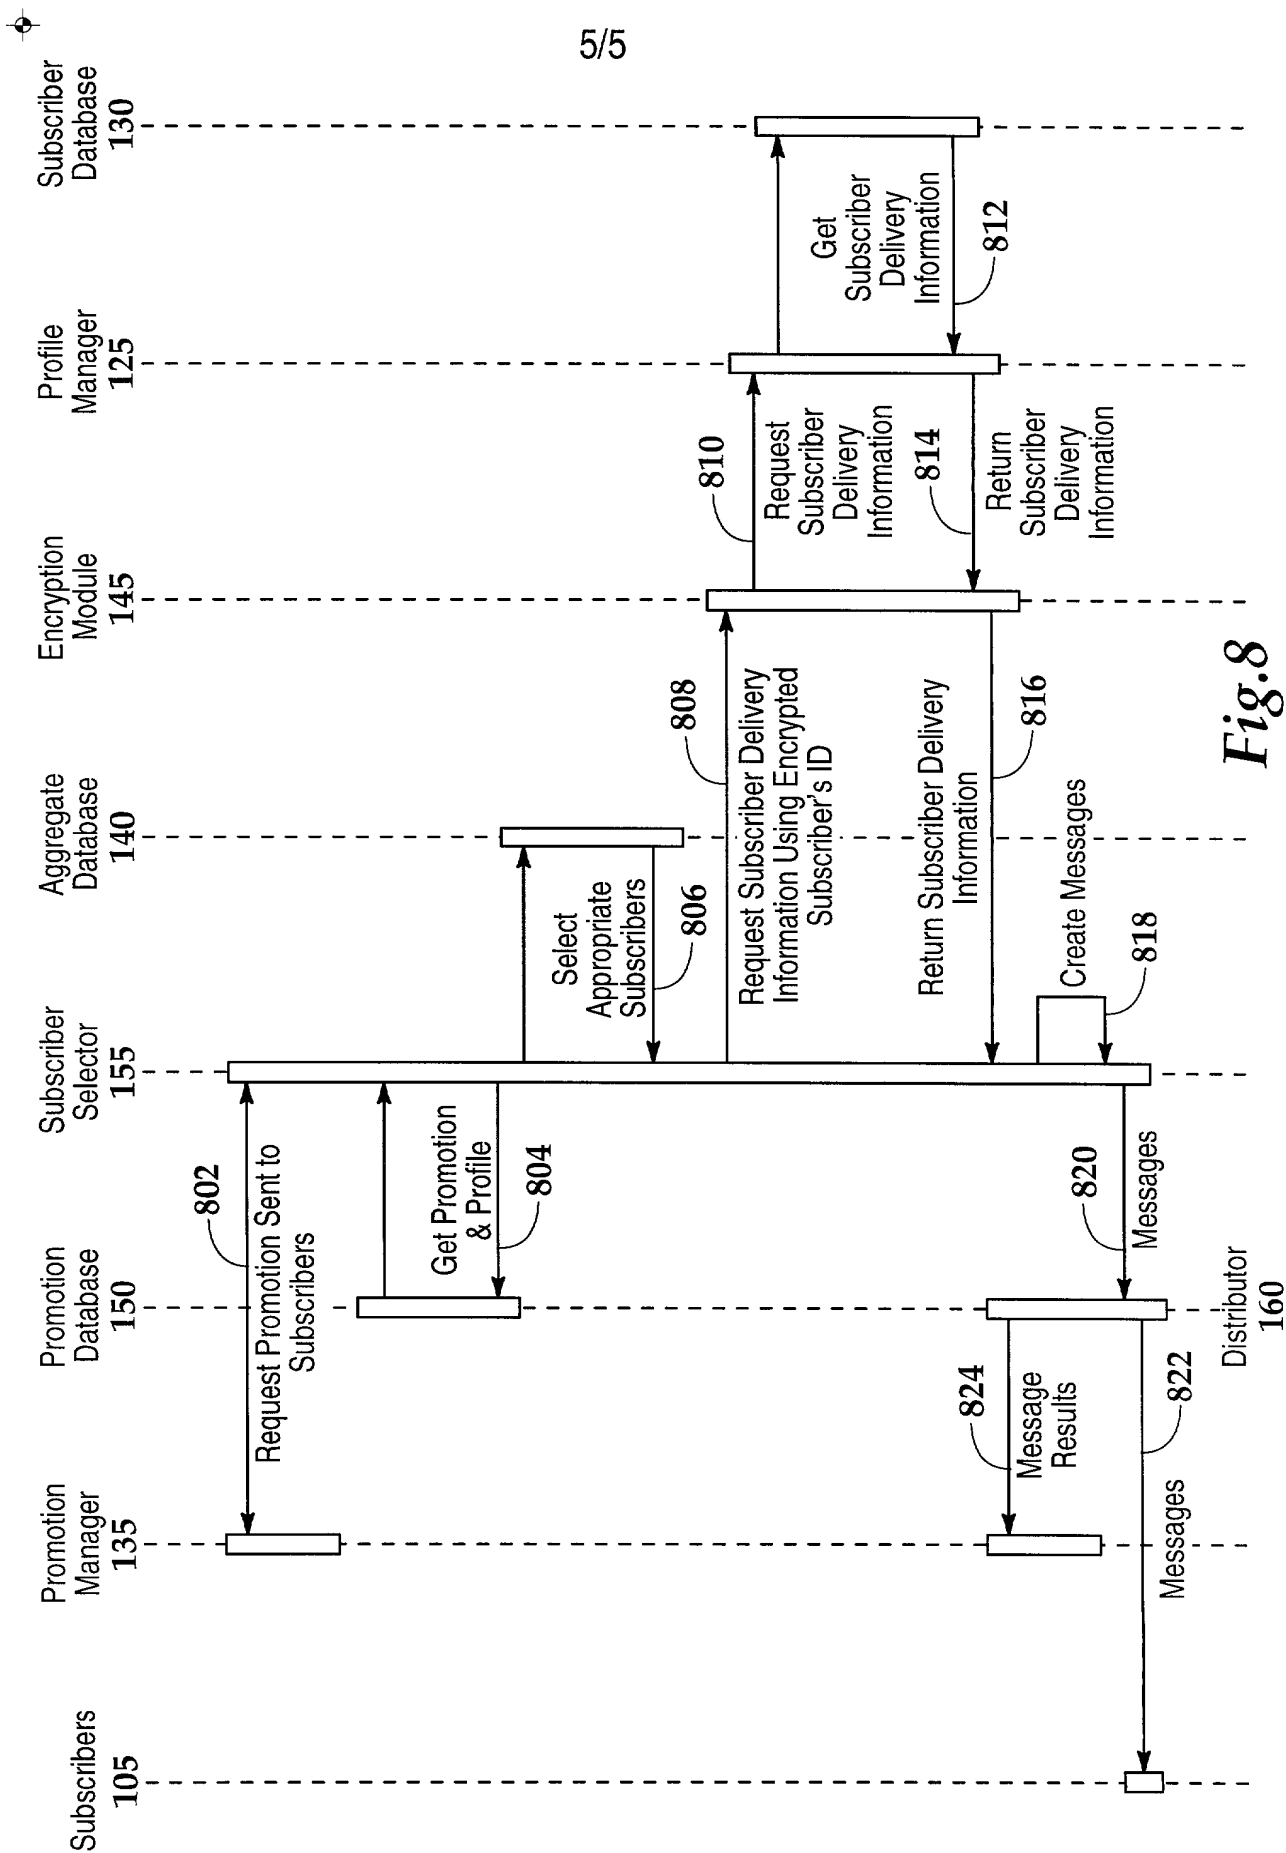 5/5
Subscribers
105
Promotion
Manager
135
Promotion
Database
150
Subscriber
Selector
155
Aggregate
Database
140
Encryption
Module
145
Profile
Manager
125
Subscriber
Database
130
802
Request Promotion Sent to
Subscribers
Get Promotion
& Profile
804
Select
Appropriate
Subscribers
806
808
Request Subscriber Delivery
Information Using Encrypted
Subscriber's ID
810
Request
Subscriber
Delivery
Information
Get
Subscriber
Delivery
Information
812
814
Return
Subscriber
Delivery
Information
Return Subscriber Delivery
Information
816
Create Messages
818
820
Messages
824
Message
Results
822
Messages
Distributor
160
Fig.8